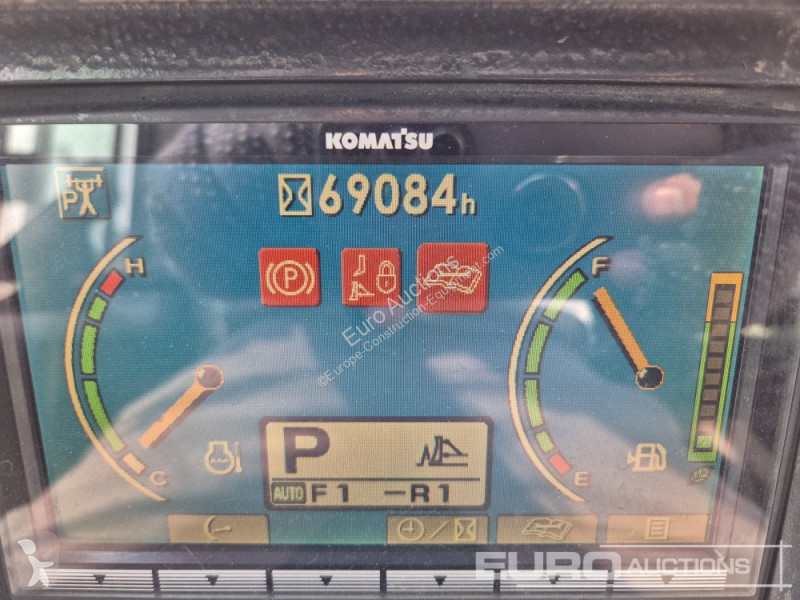 KOMATSU
P
69084h
H
(P)
F
Euro Auctions
©Europe-Construction-Equipment.com
C
P
E
AUTO F1 -R1
EURO AUCTIONS